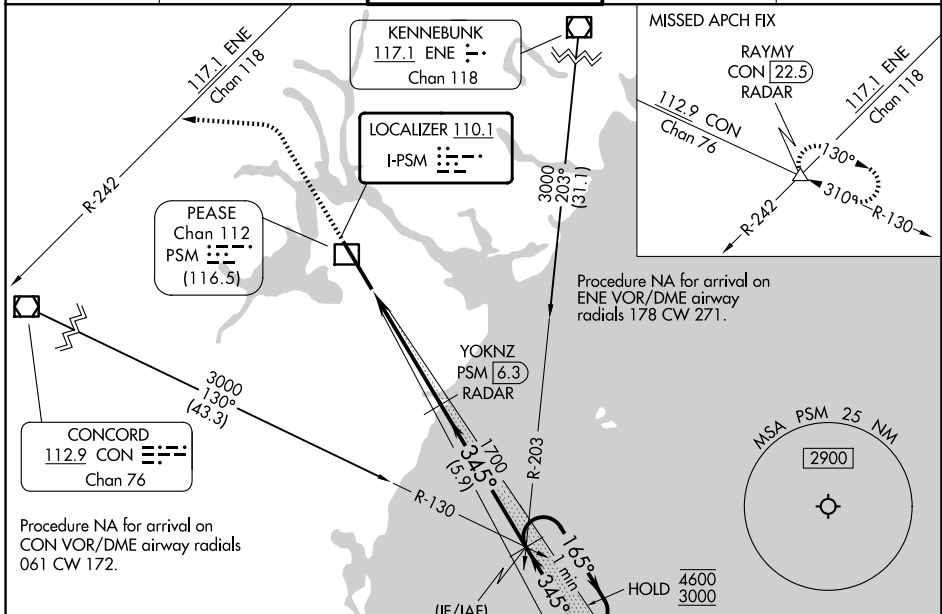 117.1 ENE
Chan 118
R-242
KENNEBUNK
117.1 ENE
Chan 118
LOCALIZER 110.1
I-PSM
3000
203°
(31.1)
PEASE
Chan 112
PSM
(116.5)
MISSED APCH FIX
RAYMY
CON 22.5
RADAR
112.9 CON
Chan 76
117.1 ENE
Chan 118
130°
310°
R-130
R-242
Procedure NA for arrival on
ENE VOR/DME airway
radials 178 CW 271.
YOKNZ
PSM 6.3
RADAR
3000
130°
(43.3)
R-130
CONCORD
112.9 CON
Chan 76
Procedure NA for arrival on
CON VOR/DME airway radials
061 CW 172.
1700
345°
(5.9)
R-203
165°
1 min
345°
HOLD 4600
3000
(IF/IAF)
MSA PSM 25 NM
2900